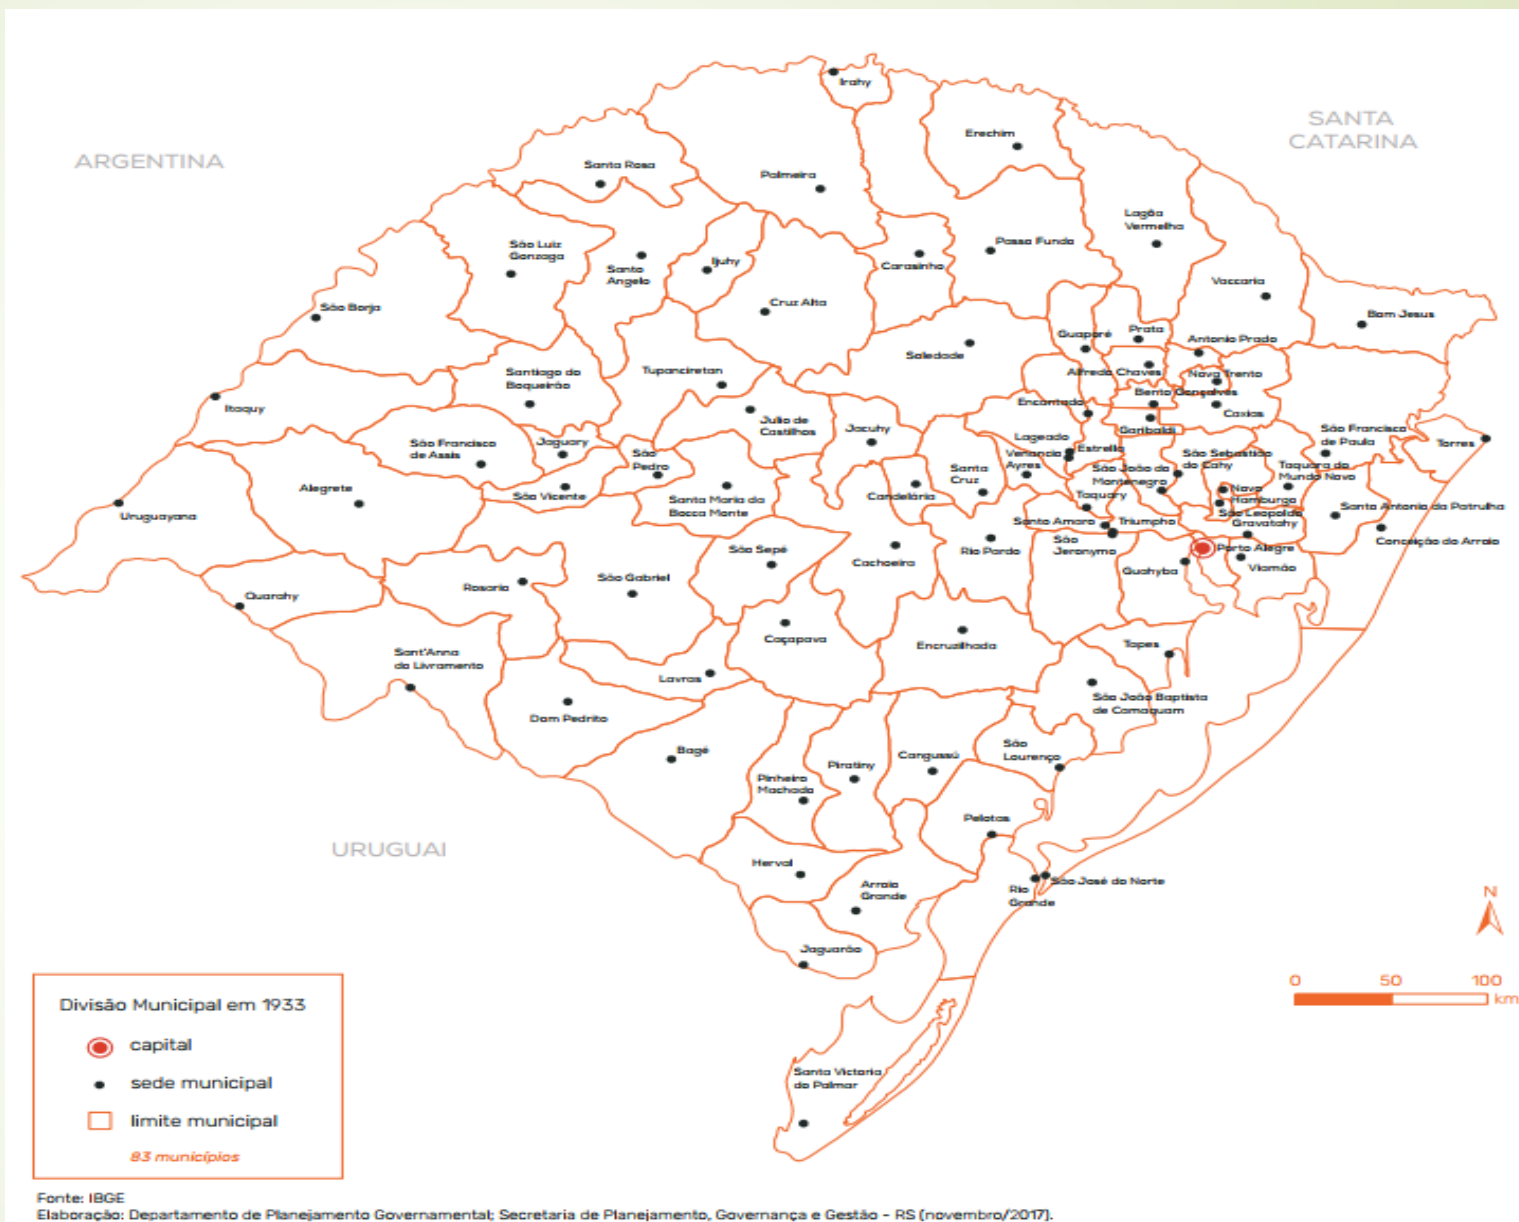 ARGENTINA
SANTA
CATARINA
URUGUAI
Irahy
Erechim
Santa Rosa
Palmeira
Lagôa
Vermelha
São Luiz
Gonzaga
Santo
Angelo
Ijuhy
Carasinho
Passo Fundo
Vaccaria
Bom Jesus
São Borja
Cruz Alta
Soledade
Guaporé
Prata
Antonio Prado
Alfredo Chaves
Nova Trento
Santiago do
Boqueirão
Tupanciretan
Itaquy
Encantado
Bento Gonçalves
Caxias
Garibaldi
Julio de
Castilhos
Jacuhy
São Francisco
de Assis
Jaguary
São
Pedro
Lageado
Estrella
Venancio
Ayres
São Sebastião
do Cahy
São Francisco
de Paula
Torres
Taquara do
Mundo Novo
São João do
Montenegro
Santa
Cruz
Candelária
Alegrete
São Vicente
Santa Maria da
Bocca Monte
Taquary
Novo
Hamburgo
São Leopoldo
Gravatahy
Santo Antonio da Patrulha
Conceição do Arroio
Uruguayana
Santo Amaro
Triumpho
São
Jeronymo
Porto Alegre
Viamão
Guahyba
São Sepé
Cachoeira
Rio Pardo
Quarahy
Rosario
São Gabriel
Caçapava
Encruzilhada
Tapes
Sant'Anna
do Livramento
Lavras
São João Baptista
de Camaquam
Dom Pedrito
Bagé
Pinheiro
Machado
Piratiny
Cangussú
São
Lourenço
Pelotas
Herval
Arroio
Grande
Rio
Grande
São José do Norte
Jaguarão
Santa Victoria
do Palmar
N
0 50 100
km
Divisão Municipal em 1933
capital
sede municipal
limite municipal
83 municípios
Fonte: IBGE
Elaboração: Departamento de Planejamento Governamental; Secretaria de Planejamento, Governança e Gestão - RS (novembro/2017).